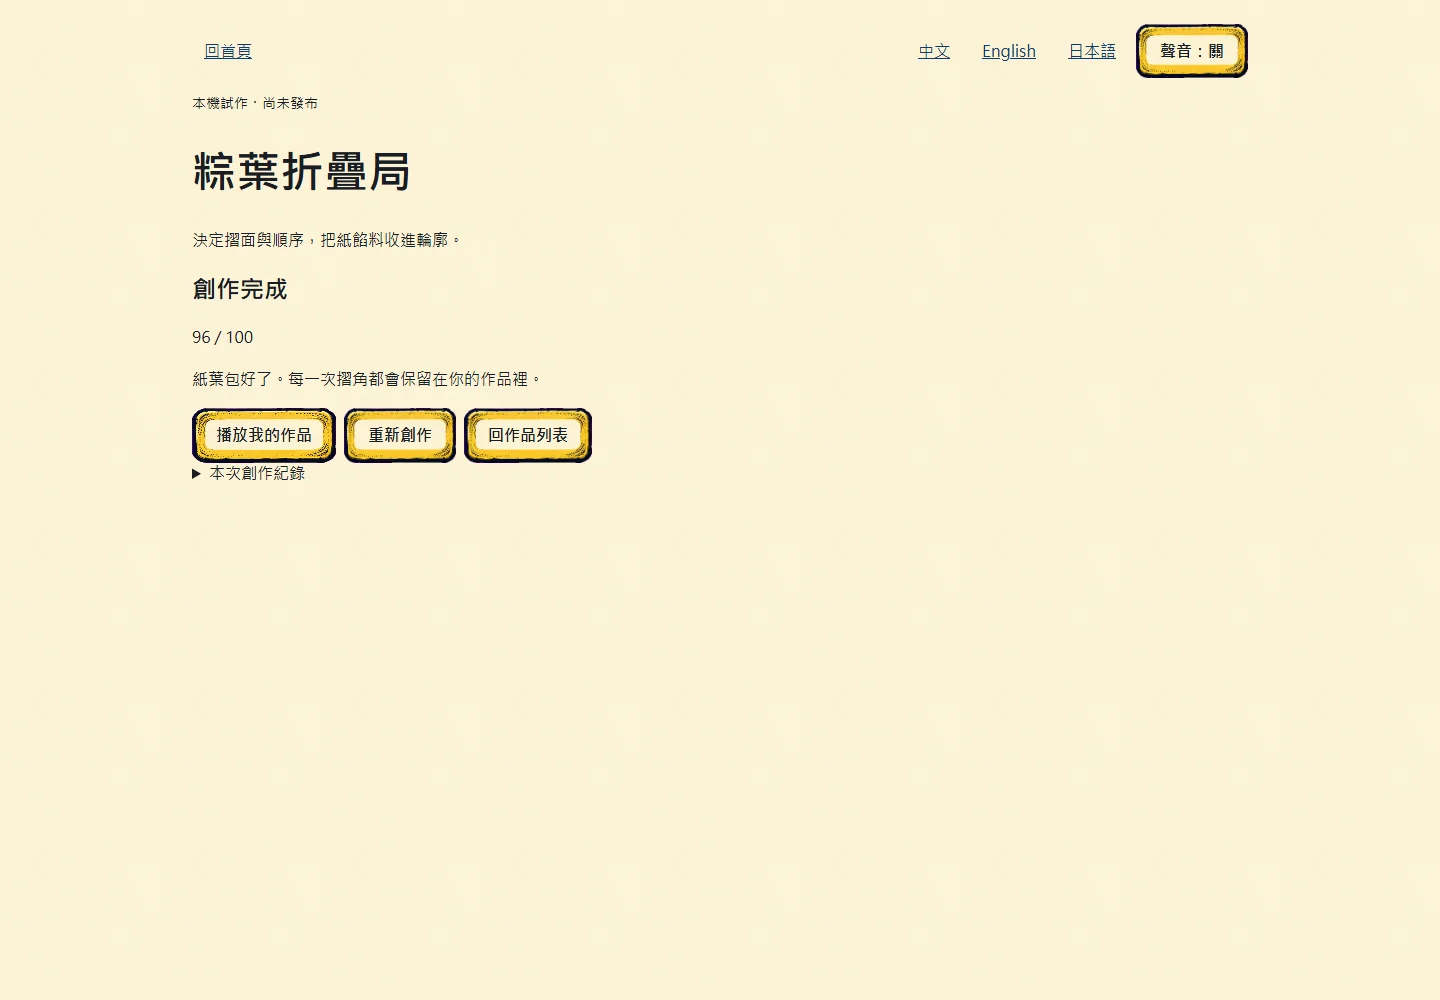 回首頁 中文 English 日本語 聲音：關
本機試作・尚未發布
粽葉折疊局
決定摺面與順序，把紙餡料收進輪廓。
創作完成
96 / 100
紙葉包好了。每一次摺角都會保留在你的作品裡。
播放我的作品 重新創作 回作品列表
▶ 本次創作紀錄